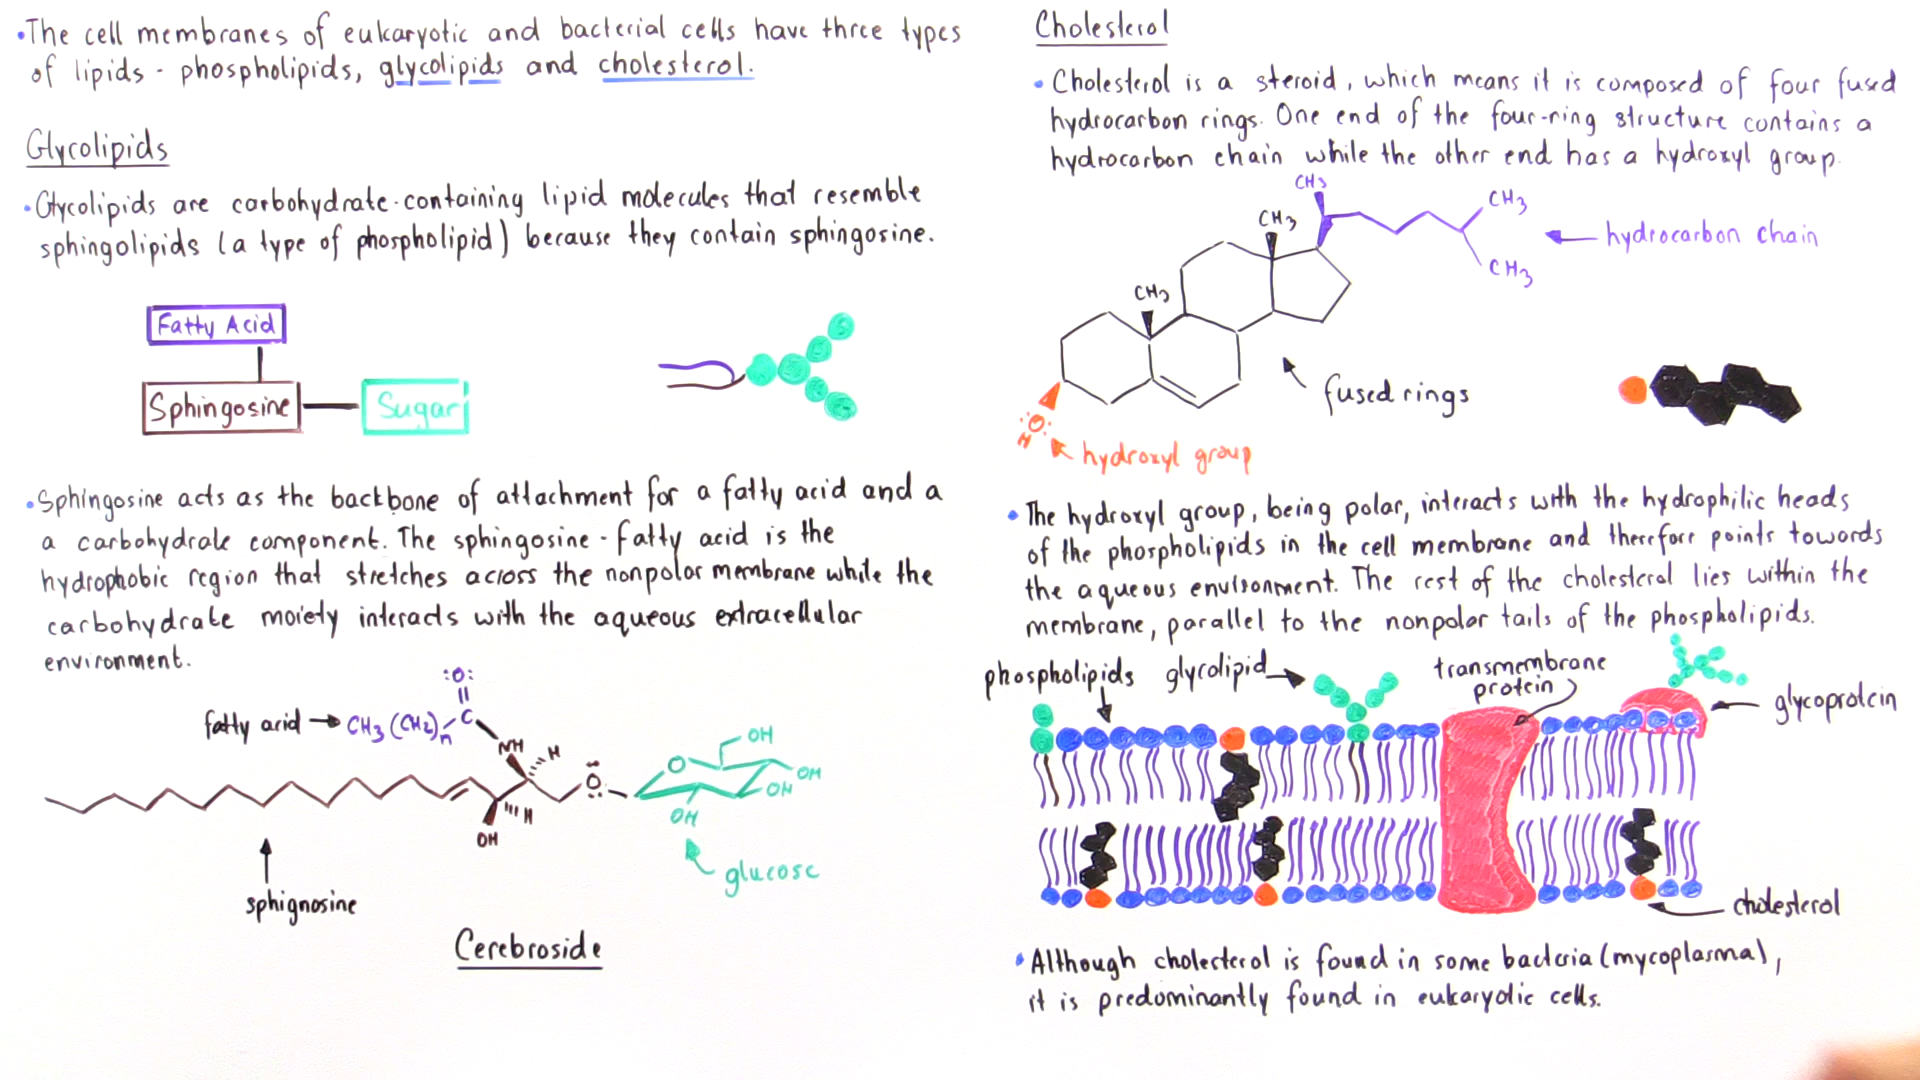 •The cell membranes of eukaryotic and bacterial cells have three types
of lipids - phospholipids, glycolipids and cholesterol.
Glycolipids
•Glycolipids are carbohydrate-containing lipid molecules that resemble
sphingolipids (a type of phospholipid) because they contain sphingosine.
Fatty Acid
Sphingosine
Sugar
•Sphingosine acts as the backbone of attachment for a fatty acid and a
a carbohydrate component. The sphingosine-fatty acid is the
hydrophobic region that stretches across the nonpolar membrane while the
carbohydrate moiety interacts with the aqueous extracellular
environment.
:O:
fatty acid → CH3 (CH2)n C
NH
H
O
OH
OH
OH
O
H
OH
OH
glucose
sphignosine
Cerebroside
Cholesterol
• Cholesterol is a steroid, which means it is composed of four fused
hydrocarbon rings. One end of the four-ring structure contains a
hydrocarbon chain while the other end has a hydroxyl group.
CH3
CH3
CH3
CH3
CH3
hydrocarbon chain
fused rings
:O:
H
hydroxyl group
• The hydroxyl group, being polar, interacts with the hydrophilic heads
of the phospholipids in the cell membrane and therefore points towards
the aqueous environment. The rest of the cholesterol lies within the
membrane, parallel to the nonpolar tails of the phospholipids.
phospholipids
glycolipid
transmembrane
protein
glycoprotein
cholesterol
• Although cholesterol is found in some bacteria (mycoplasma),
it is predominantly found in eukaryotic cells.